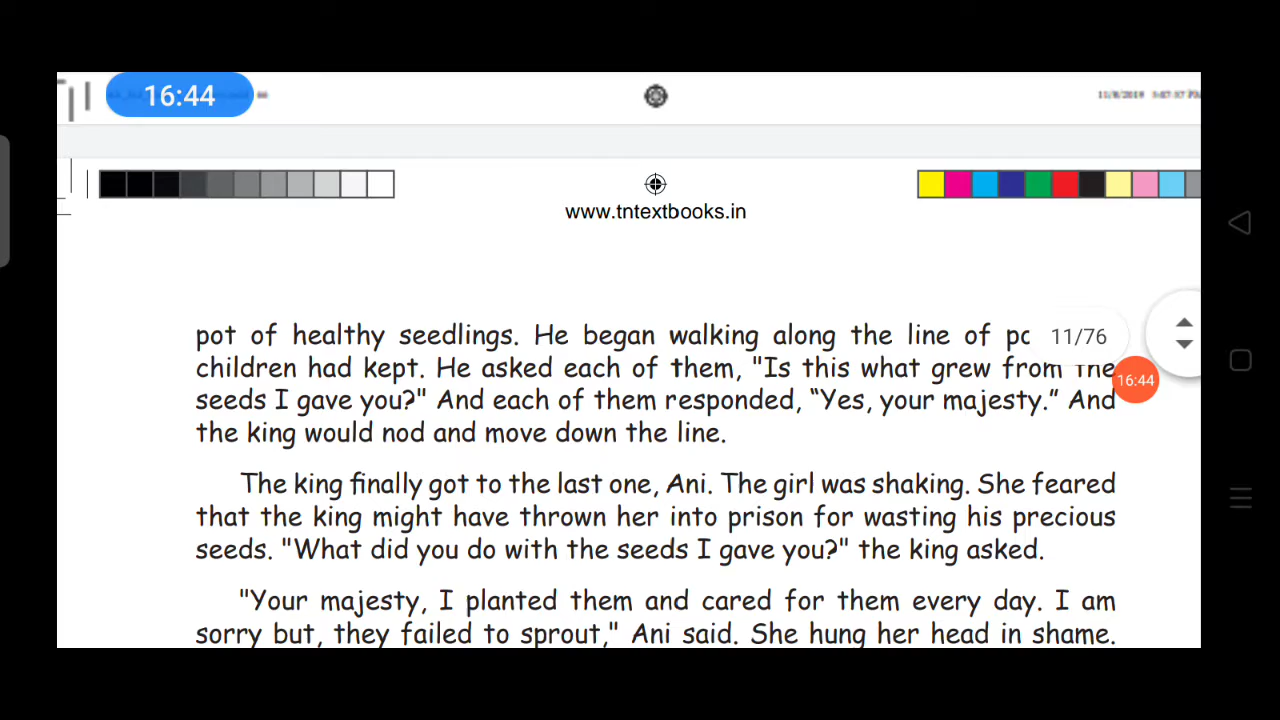 16:44
www.tntextbooks.in
pot of healthy seedlings. He began walking along the line of
11/76
children had kept. He asked each of them, "Is this what grew from the
16:44
seeds I gave you?" And each of them responded, “Yes, your majesty.” And
the king would nod and move down the line.
The king finally got to the last one, Ani. The girl was shaking. She feared
that the king might have thrown her into prison for wasting his precious
seeds. "What did you do with the seeds I gave you?" the king asked.
"Your majesty, I planted them and cared for them every day. I am
sorry but, they failed to sprout," Ani said. She hung her head in shame.